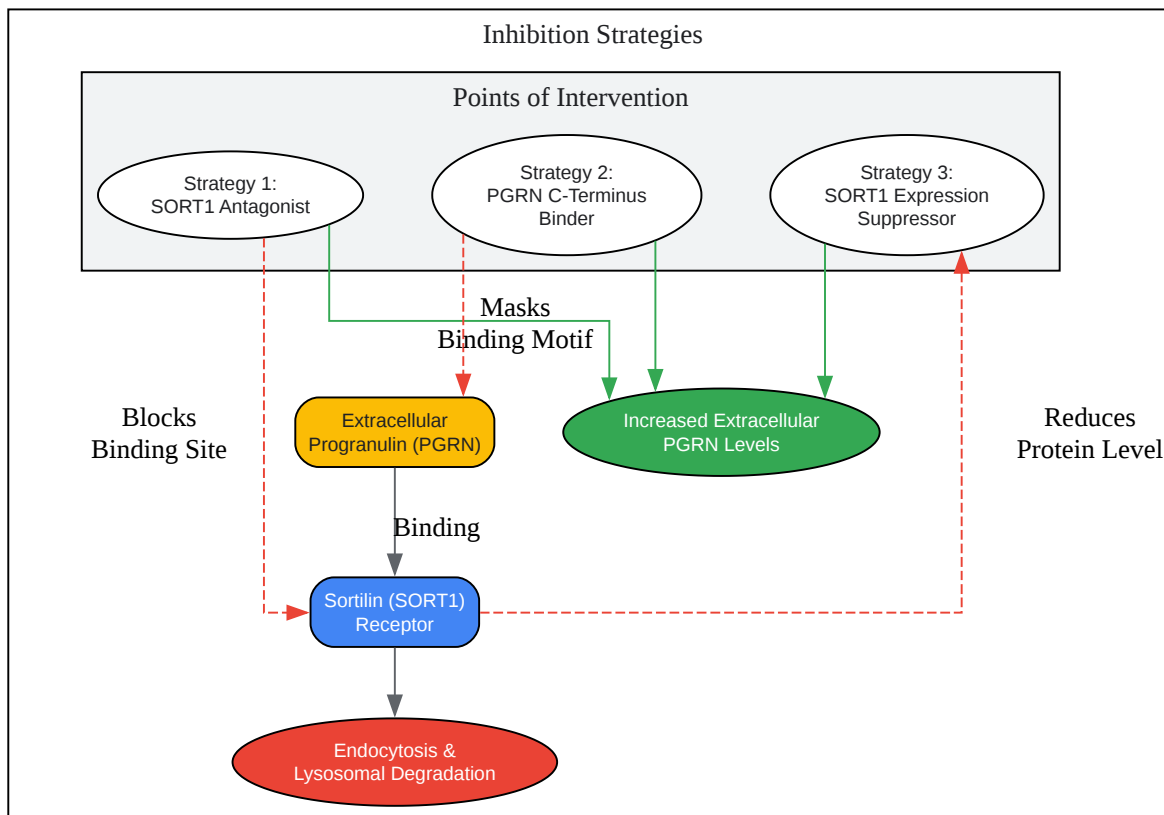 Inhibition Strategies
Points of Intervention
Strategy 1:
SORT1 Antagonist
Strategy 2:
PGRN C-Terminus
Binder
Strategy 3:
SORT1 Expression
Suppressor
Masks
Binding Motif
Blocks
Binding Site
Extracellular
Progranulin (PGRN)
Increased Extracellular
PGRN Levels
Reduces
Protein Level
Binding
Sortilin (SORT1)
Receptor
Endocytosis &
Lysosomal Degradation